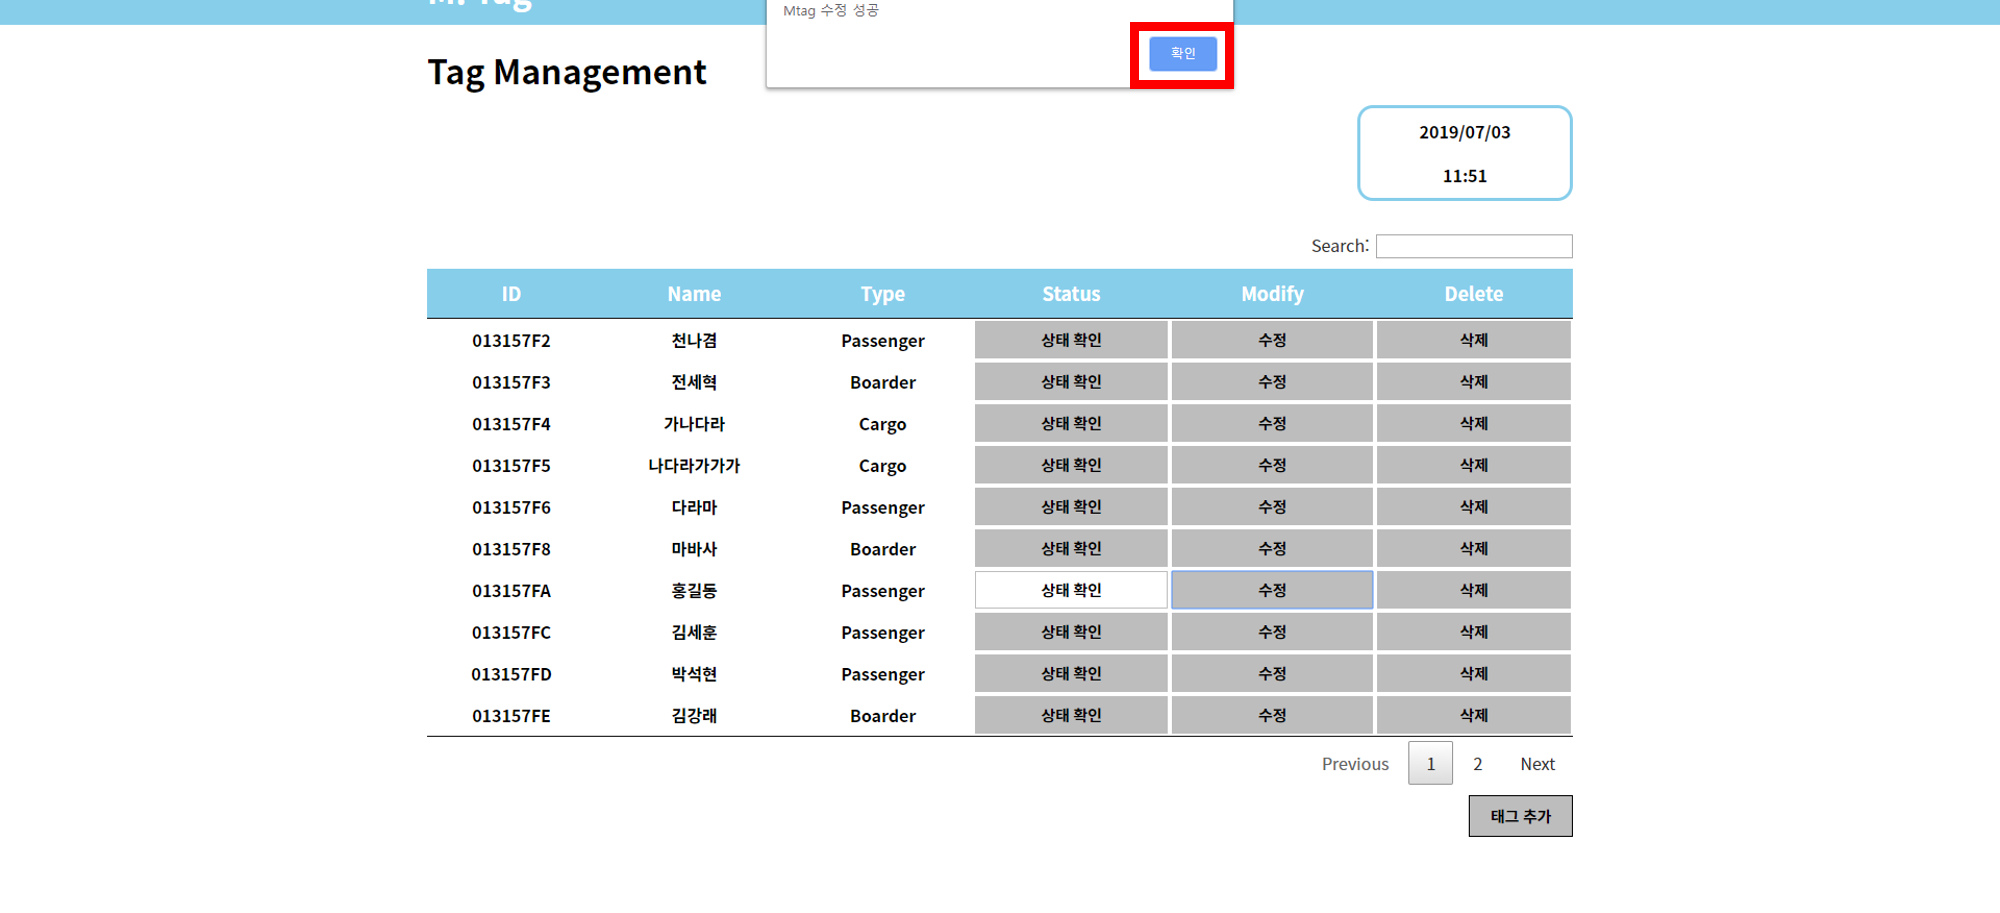 M. Tag
Mtag 수정 성공
확인
Tag Management
2019/07/03
11:51
Search:
ID Name Type Status Modify Delete
013157F2 천나겸 Passenger 상태 확인 수정 삭제
013157F3 전세혁 Boarder 상태 확인 수정 삭제
013157F4 가나다라 Cargo 상태 확인 수정 삭제
013157F5 나다라가가가 Cargo 상태 확인 수정 삭제
013157F6 다라마 Passenger 상태 확인 수정 삭제
013157F8 마바사 Boarder 상태 확인 수정 삭제
013157FA 홍길동 Passenger 상태 확인 수정 삭제
013157FC 김세훈 Passenger 상태 확인 수정 삭제
013157FD 박석현 Passenger 상태 확인 수정 삭제
013157FE 김강래 Boarder 상태 확인 수정 삭제
Previous 1 2 Next
태그 추가